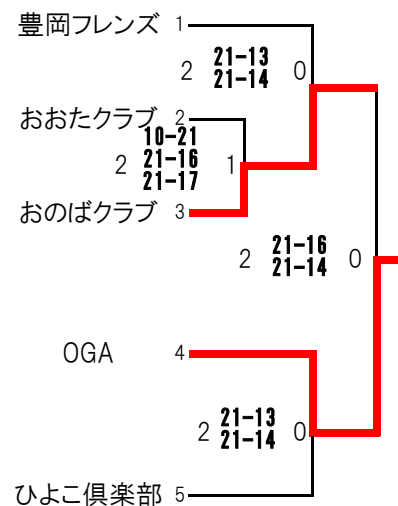 豊岡フレンズ 1
2 21-13 0
21-14
おおたクラブ 2
10-21
2 21-16 1
21-17
おのばクラブ 3
2 21-16 0
21-14
OGA 4
2 21-13 0
21-14
ひよこ倶楽部 5